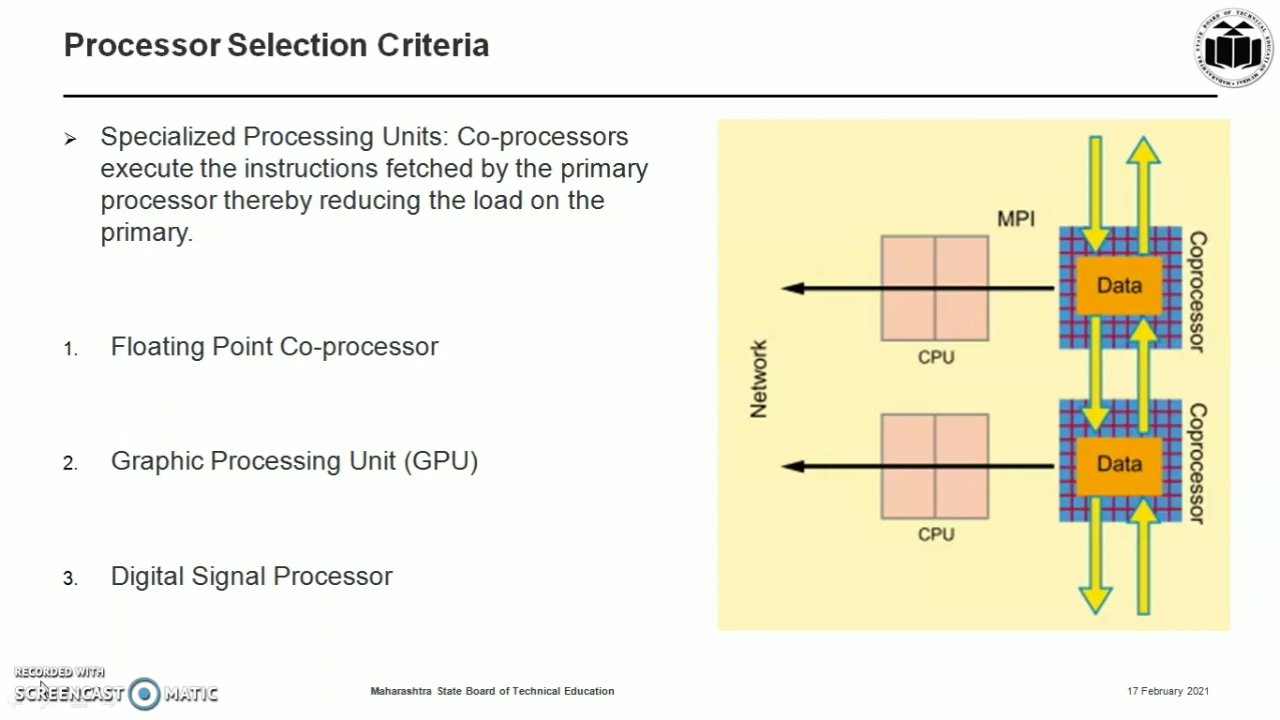 Processor Selection Criteria
➢ Specialized Processing Units: Co-processors
execute the instructions fetched by the primary
processor thereby reducing the load on the
primary.
1. Floating Point Co-processor
2. Graphic Processing Unit (GPU)
3. Digital Signal Processor
MPI
Data
Coprocessor
CPU
Network
Data
Coprocessor
CPU
RECORDED WITH
SCREENCAST MATIC
Maharashtra State Board of Technical Education
17 February 2021